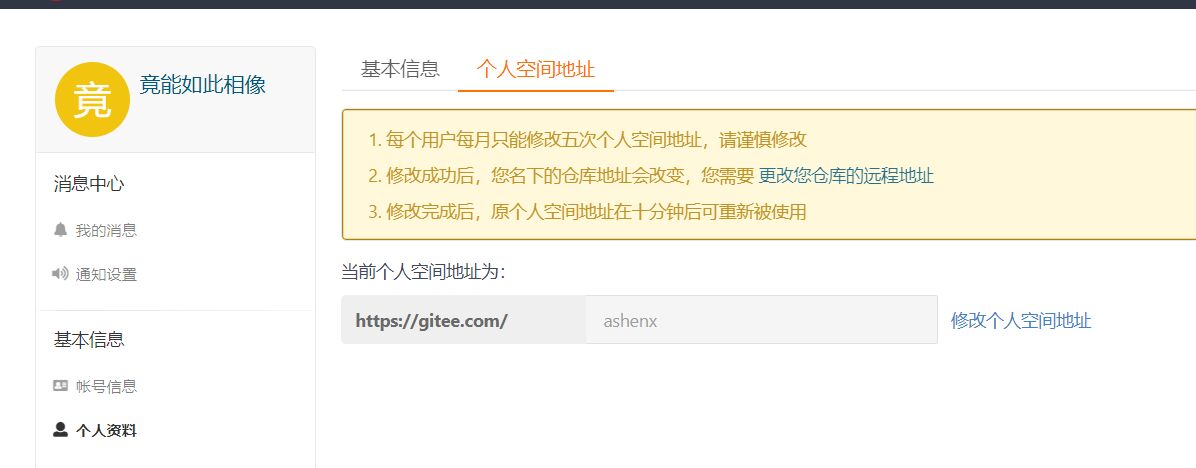 竟
竟能如此相像
消息中心
我的消息
通知设置
基本信息
帐号信息
个人资料
基本信息
个人空间地址
1. 每个用户每月只能修改五次个人空间地址，请谨慎修改
2. 修改成功后，您名下的仓库地址会改变，您需要 更改您仓库的远程地址
3. 修改完成后，原个人空间地址在十分钟后可重新被使用
当前个人空间地址为：
https://gitee.com/ ashenx 修改个人空间地址